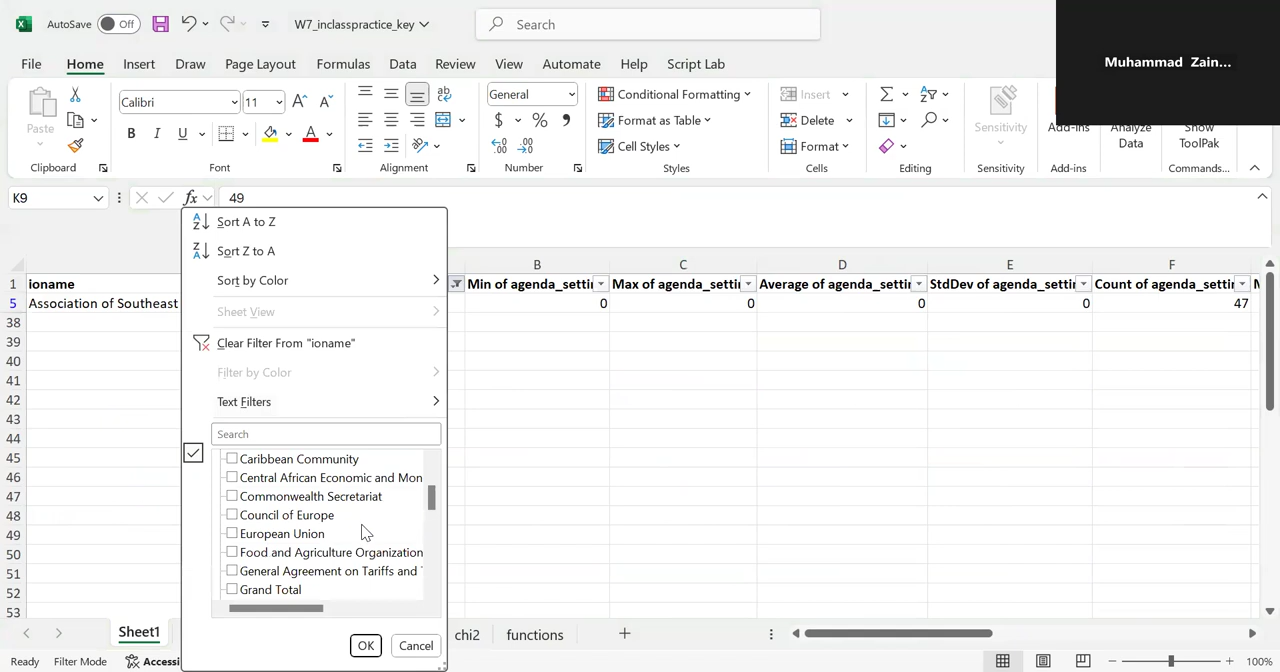 AutoSave Off W7_inclasspractice_key Search
Muhammad Zain...
File Home Insert Draw Page Layout Formulas Data Review View Automate Help Script Lab
Paste Calibri 11 General Conditional Formatting Insert
B I U $ % Format as Table Delete Sensitivity Add-ins Analyze Data Show ToolPak
Cell Styles Format
Clipboard Font Alignment Number Styles Cells Editing Sensitivity Add-ins Commands...
K9 fx 49
Sort A to Z
Sort Z to A
Sort by Color
Sheet View
Clear Filter From "ioname"
Filter by Color
Text Filters
Search
Caribbean Community
Central African Economic and Mon
Commonwealth Secretariat
Council of Europe
European Union
Food and Agriculture Organization
General Agreement on Tariffs and
Grand Total
OK Cancel
B C D E F
1 ioname Min of agenda_settin Max of agenda_settin Average of agenda_settin StdDev of agenda_settin Count of agenda_settin
5 Association of Southeast 0 0 0 0 47
38
39
40
41
42
43
44
45
46
47
48
49
50
51
52
53
Sheet1 chi2 functions
Ready Filter Mode Accessi 100%